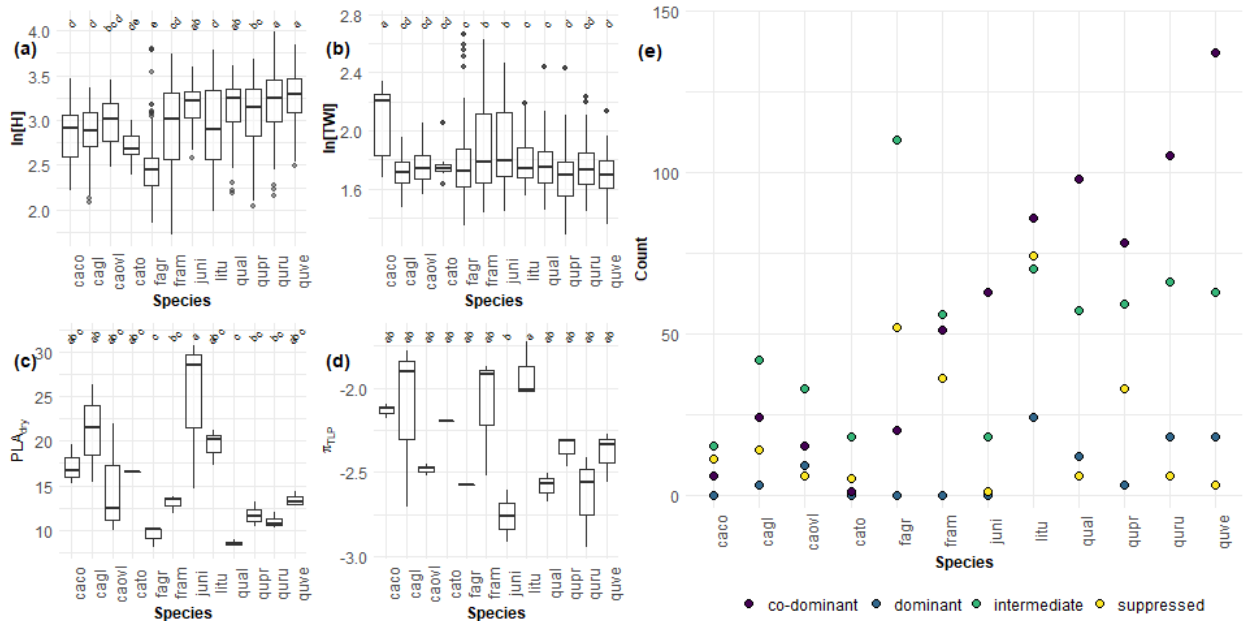 (a)
ln[H]
4.0
3.5
3.0
2.5
2.0
caco
cagl
caovl
cato
fagr
fram
juni
litu
qual
qupr
quru
quve
Species
(b)
ln[TWI]
2.8
2.4
2.0
1.6
caco
cagl
caovl
cato
fagr
fram
juni
litu
qual
qupr
quru
quve
Species
(c)
PLAdry
30
25
20
15
10
caco
cagl
caovl
cato
fagr
fram
juni
litu
qual
qupr
quru
quve
Species
(d)
πTLP
-2.0
-2.5
-3.0
caco
cagl
caovl
cato
fagr
fram
juni
litu
qual
qupr
quru
quve
Species
(e)
Count
150
100
50
0
caco
cagl
caovl
cato
fagr
fram
juni
litu
qual
qupr
quru
quve
Species
co-dominant dominant intermediate suppressed